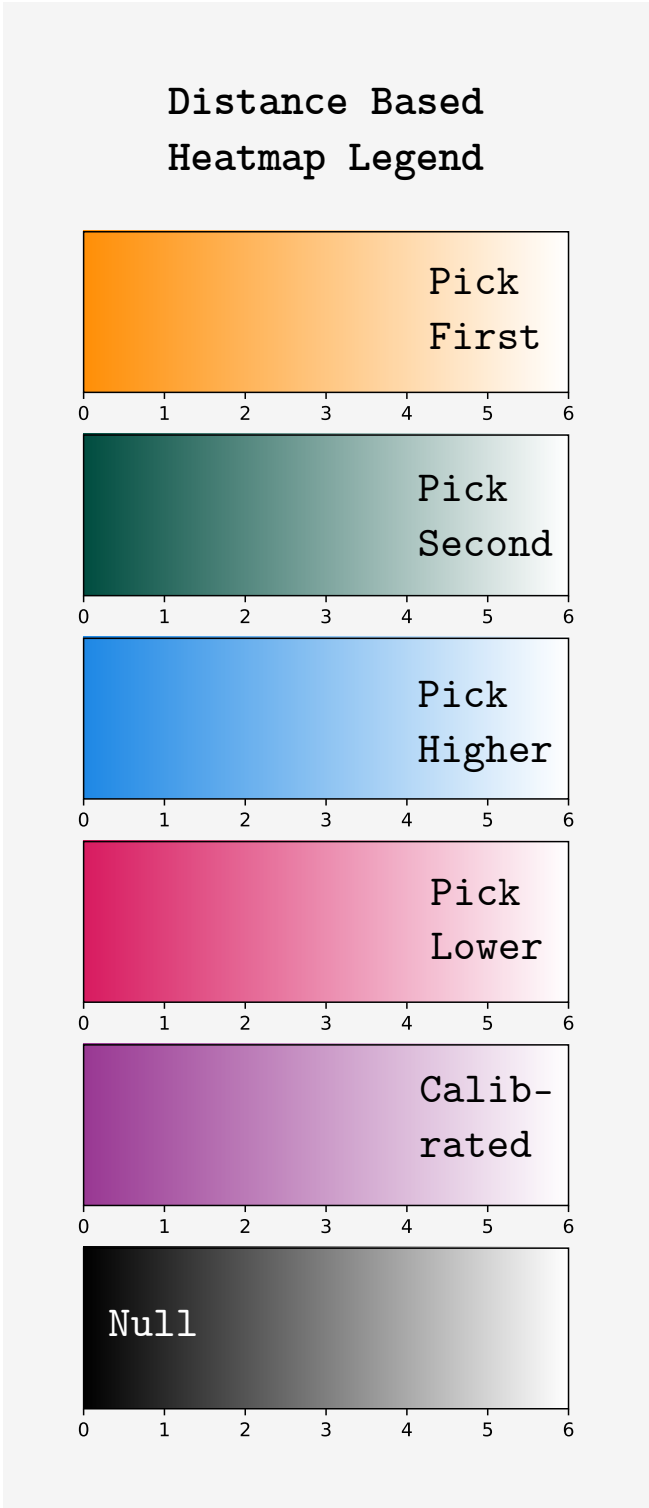 Distance Based
Heatmap Legend
Pick
First
0 1 2 3 4 5 6
Pick
Second
0 1 2 3 4 5 6
Pick
Higher
0 1 2 3 4 5 6
Pick
Lower
0 1 2 3 4 5 6
Calib-
rated
0 1 2 3 4 5 6
Null
0 1 2 3 4 5 6